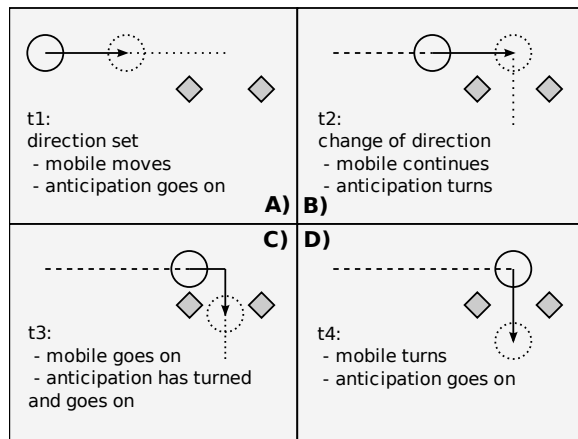 t1:
direction set
- mobile moves
- anticipation goes on
A)
B)
t2:
change of direction
- mobile continues
- anticipation turns
C)
t3:
- mobile goes on
- anticipation has turned
and goes on
D)
t4:
- mobile turns
- anticipation goes on